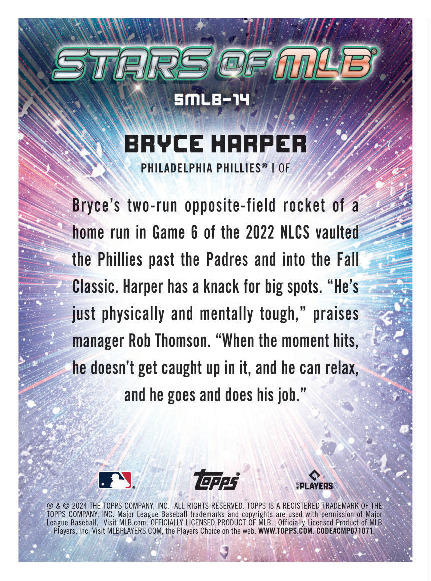 STARS OF MLB®
SMLB-14
BRYCE HARPER
PHILADELPHIA PHILLIES® | OF
Bryce's two-run opposite-field rocket of a
home run in Game 6 of the 2022 NLCS vaulted
the Phillies past the Padres and into the Fall
Classic. Harper has a knack for big spots. “He's
just physically and mentally tough,” praises
manager Rob Thomson. “When the moment hits,
he doesn't get caught up in it, and he can relax,
and he goes and does his job.”
Topps
PLAYERS
® & © 2024 THE TOPPS COMPANY, INC. ALL RIGHTS RESERVED. TOPPS IS A REGISTERED TRADEMARK OF THE
TOPPS COMPANY, INC. Major League Baseball trademarks and copyrights are used with permission of Major
League Baseball. Visit MLB.com. OFFICIALLY LICENSED PRODUCT OF MLB. Officially Licensed Product of MLB
Players, Inc. Visit MLBPLAYERS.COM, the Players Choice on the web. WWW.TOPPS.COM. CODE#CMP071071